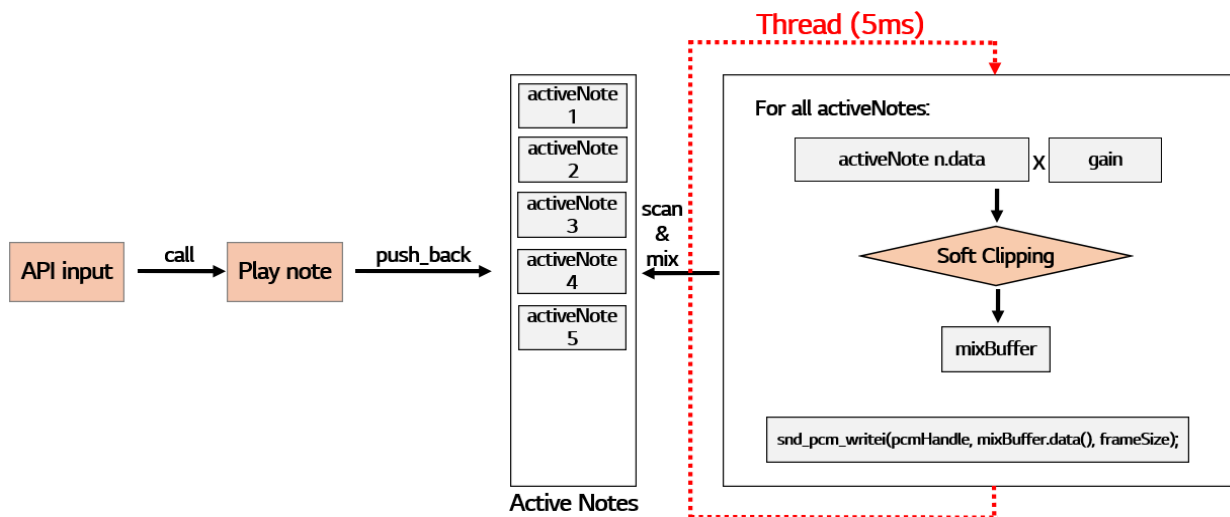 Thread (5ms)
API input
call
Play note
push_back
activeNote
1
activeNote
2
activeNote
3
activeNote
4
activeNote
5
Active Notes
scan
&
mix
For all activeNotes:
activeNote n.data
x
gain
Soft Clipping
mixBuffer
snd_pcm_writei(pcmHandle, mixBuffer.data(), frameSize);